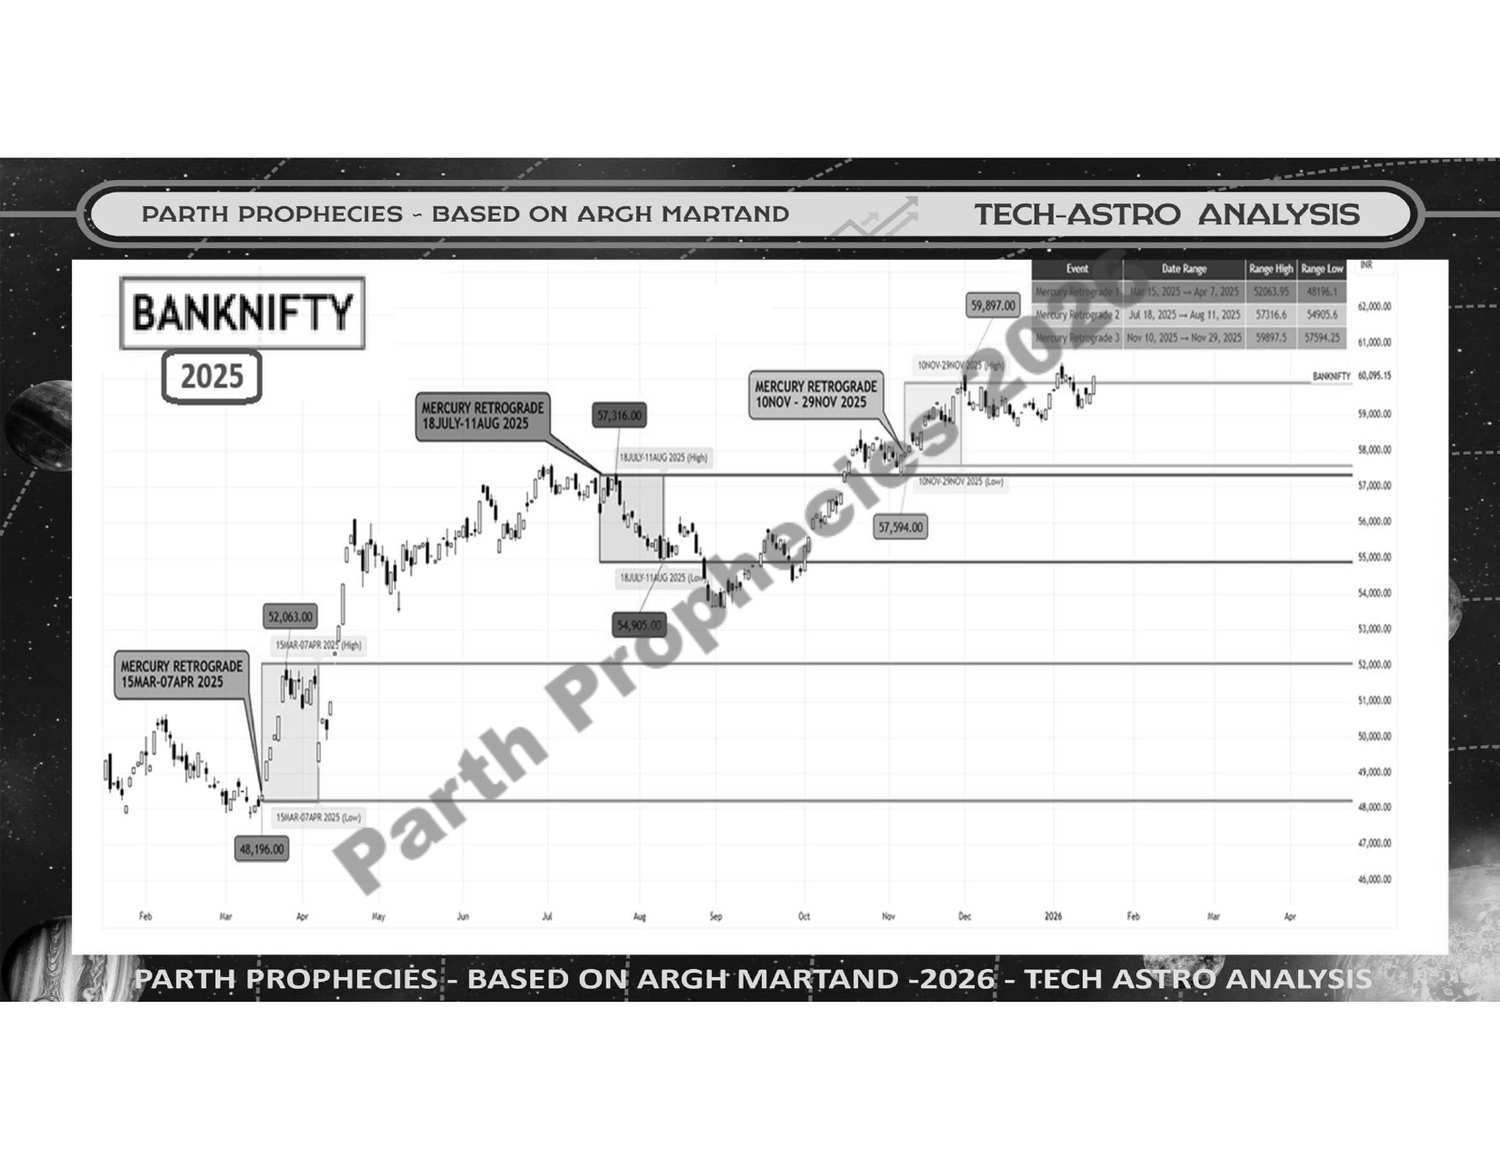 PARTH PROPHECIES ~ BASED ON ARGH MARTAND
TECH-ASTRO ANALYSIS
BANKNIFTY
2025
Event Date Range Range High Range Low
Mercury Retrograde 1 Mar 15, 2025 → Apr 7, 2025 52063.95 48196.1
Mercury Retrograde 2 Jul 18, 2025 → Aug 11, 2025 57316.6 54905.6
Mercury Retrograde 3 Nov 10, 2025 → Nov 29, 2025 59897.5 57594.25
INR
62,000.00
61,000.00
BANKNIFTY 60,095.15
59,000.00
58,000.00
57,000.00
56,000.00
55,000.00
54,000.00
53,000.00
52,000.00
51,000.00
50,000.00
49,000.00
48,000.00
47,000.00
46,000.00
59,897.00
10NOV-29NOV 2025 (High)
MERCURY RETROGRADE
10NOV - 29NOV 2025
10NOV-29NOV 2025 (Low)
57,594.00
MERCURY RETROGRADE
18JULY-11AUG 2025
57,316.00
18JULY-11AUG 2025 (High)
18JULY-11AUG 2025 (Low)
54,905.00
52,063.00
15MAR-07APR 2025 (High)
MERCURY RETROGRADE
15MAR-07APR 2025
15MAR-07APR 2025 (Low)
48,196.00
Parth Prophecies 2026
Feb Mar Apr May Jun Jul Aug Sep Oct Nov Dec 2026 Feb Mar Apr
PARTH PROPHECIES - BASED ON ARGH MARTAND -2026 - TECH ASTRO ANALYSIS